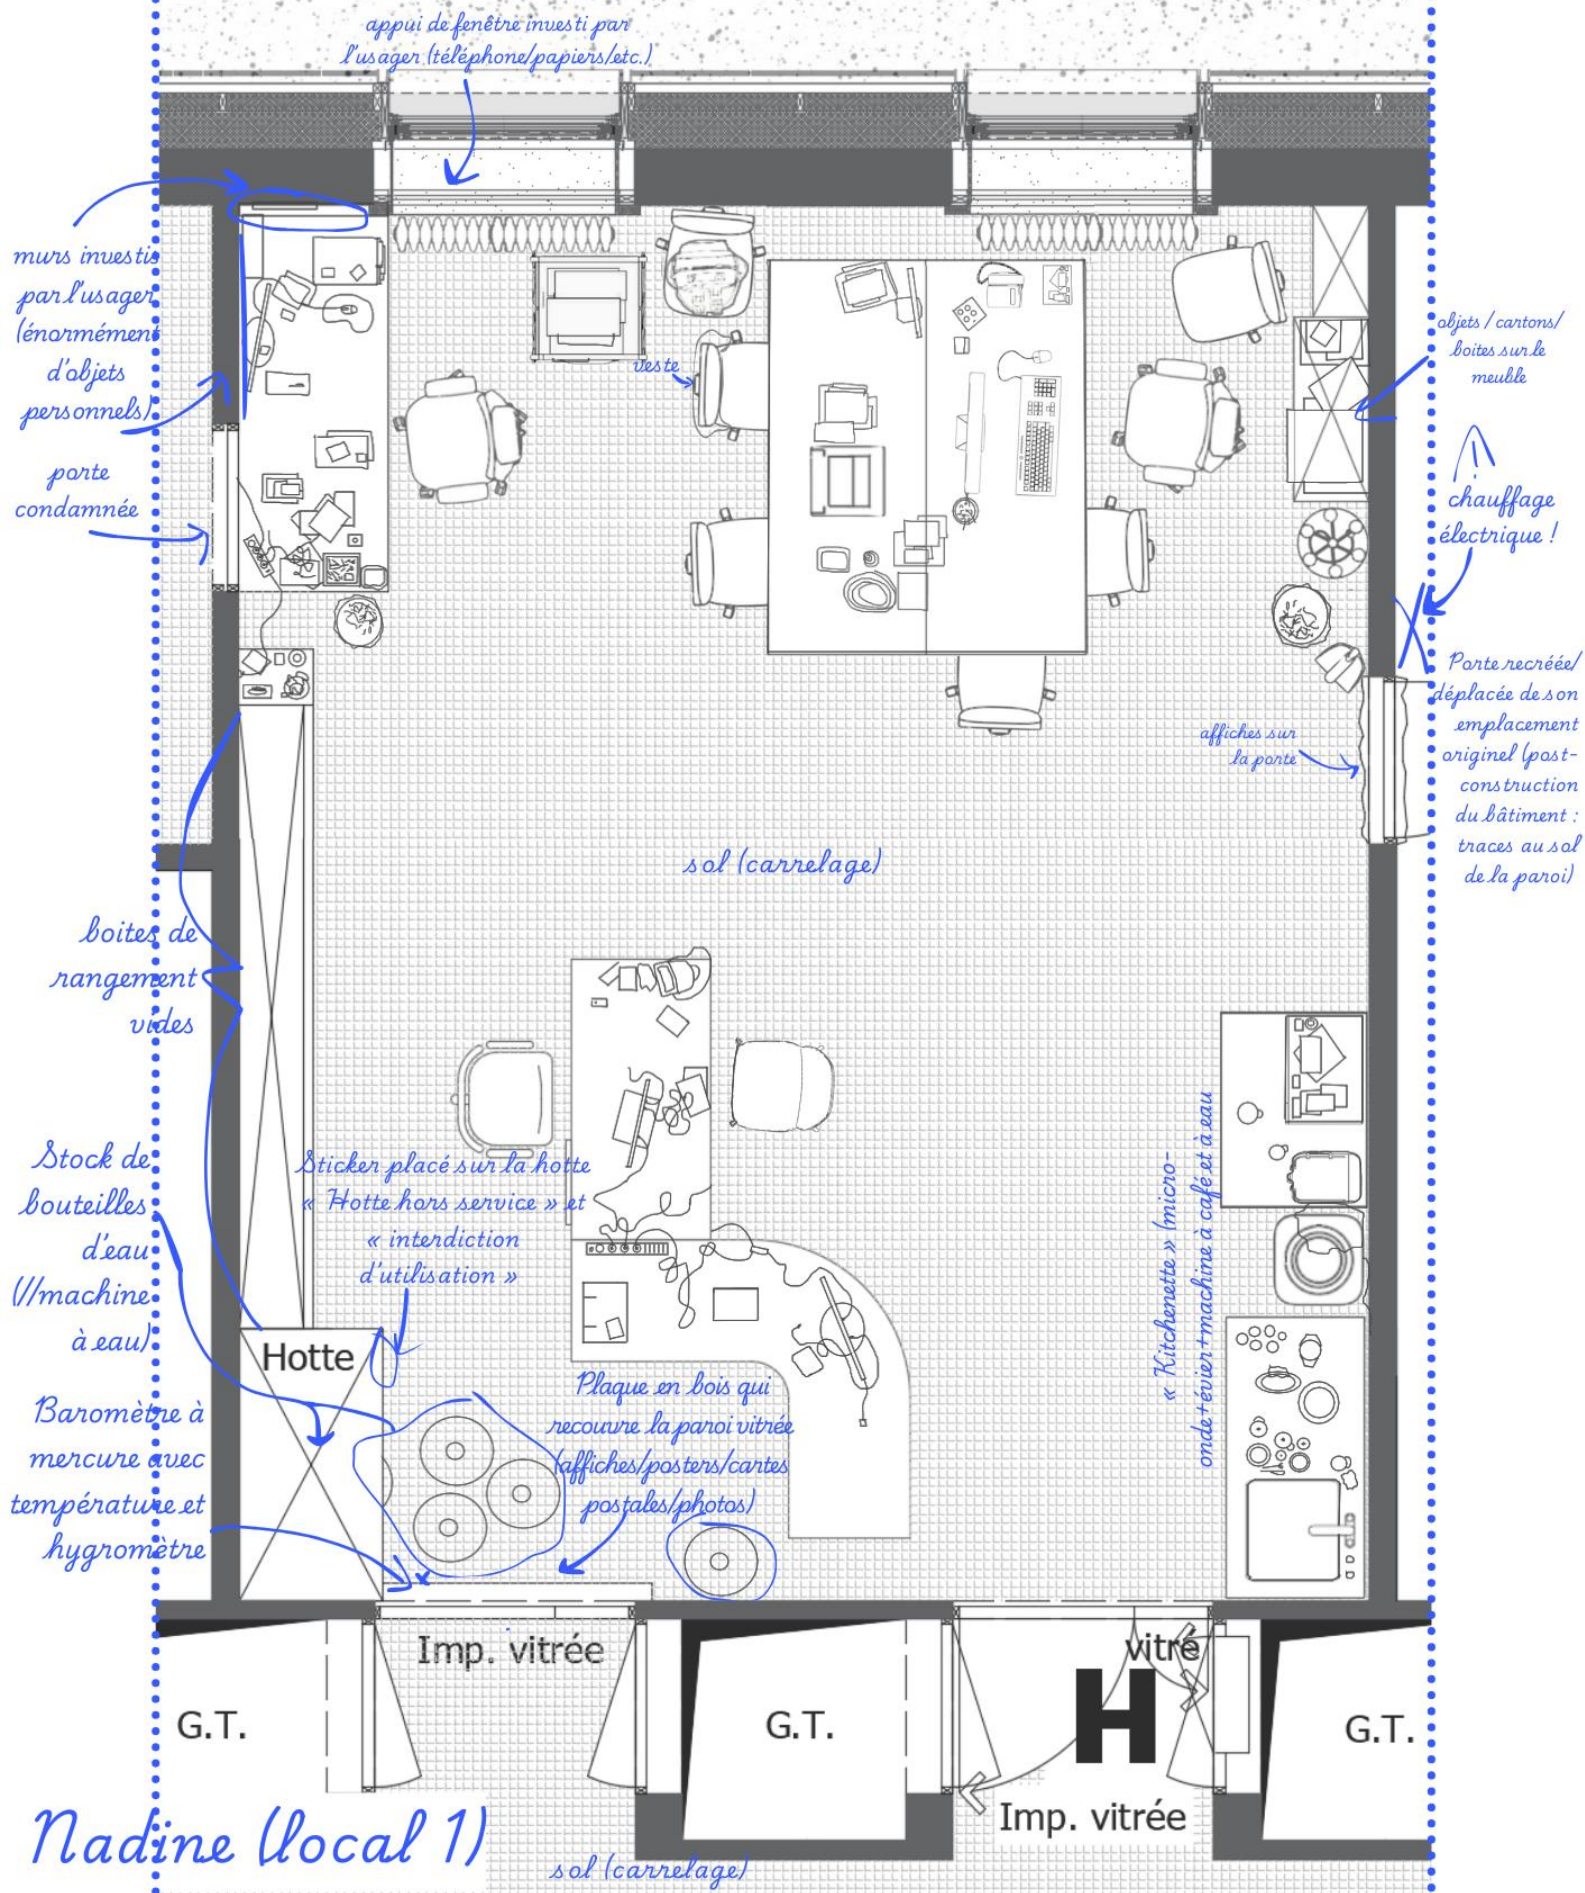 appui de fenêtre investi par
l'usager (téléphone/papiers/etc.)
murs investis
par l'usager
(énormément
d'objets
personnels)
porte
condamnée
veste
objets / cartons/
boites sur le
meuble
chauffage
électrique !
Porte recréée/
déplacée de son
emplacement
originel (post-
construction
du bâtiment :
traces au sol
de la paroi)
affiches sur
la porte
sol (carrelage)
boites de
rangement
vides
Stock de
bouteilles
d'eau
(//machine
à eau)
Sticker placé sur la hotte
« Hotte hors service » et
« interdiction
d'utilisation »
« Kitchenette » (micro-
onde+évier+machine à café et à eau
Hotte
Baromètre à
mercure avec
température et
hygromètre
Plaque en bois qui
recouvre la paroi vitrée
(affiches/posters/cartes
postales/photos)
Imp. vitrée
vitré
H
G.T.
G.T.
G.T.
Imp. vitrée
Nadine (local 1)
sol (carrelage)